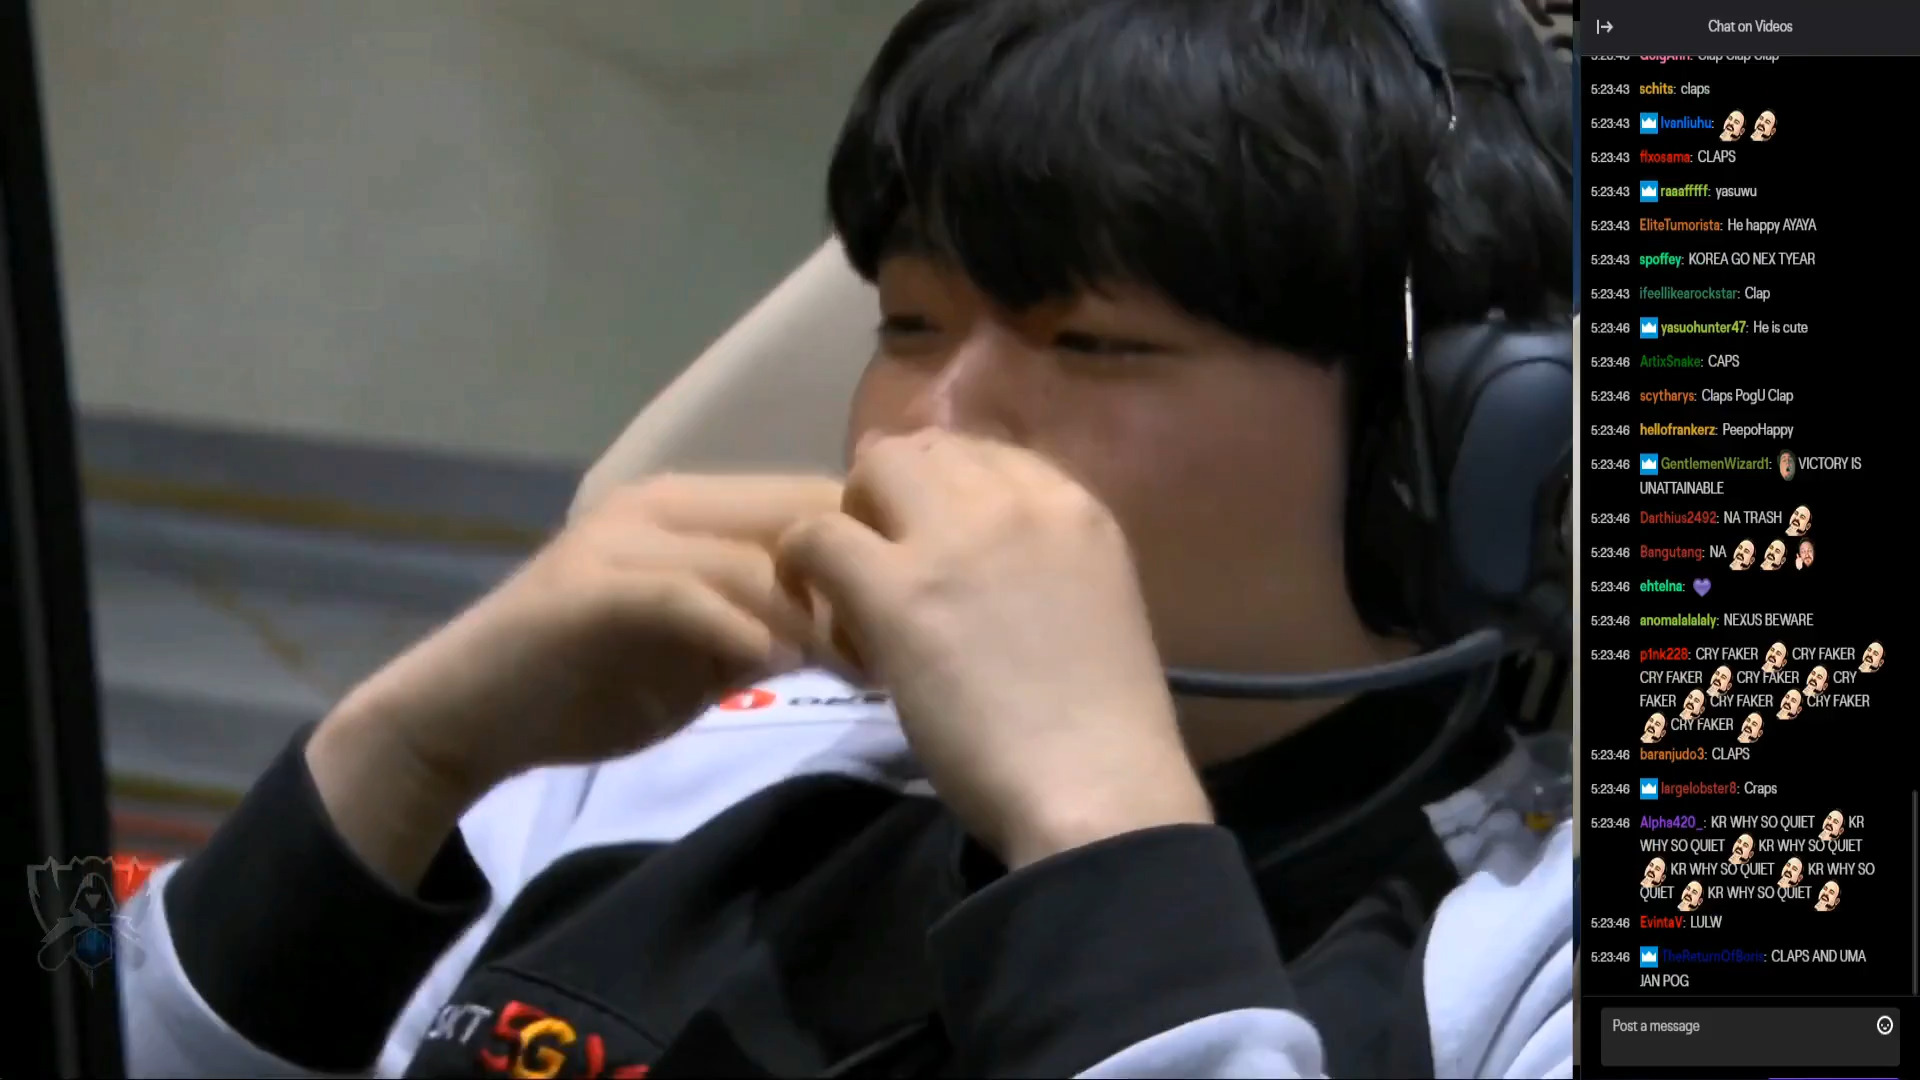 Chat on Videos
5:23:43 schits: claps
5:23:43 Ivanliuhu:
5:23:43 flxosama: CLAPS
5:23:43 raaafffff: yasuwu
5:23:43 EliteTumorista: He happy AYAYA
5:23:43 spoffey: KOREA GO NEX TYEAR
5:23:43 ifeellikearockstar: Clap
5:23:46 yasuohunter47: He is cute
5:23:46 ArtixSnake: CAPS
5:23:46 scytharys: Claps PogU Clap
5:23:46 hellofrankerz: PeepoHappy
5:23:46 GentlemenWizard1: VICTORY IS
UNATTAINABLE
5:23:46 Darthius2492: NA TRASH
5:23:46 Bangutang: NA
5:23:46 ehtelna:
5:23:46 anomalalalaly: NEXUS BEWARE
5:23:46 p1nk228: CRY FAKER CRY FAKER
CRY FAKER CRY FAKER CRY
FAKER CRY FAKER CRY FAKER
CRY FAKER
5:23:46 baranjudo3: CLAPS
5:23:46 largelobster8: Craps
5:23:46 Alpha420_: KR WHY SO QUIET KR
WHY SO QUIET KR WHY SO QUIET
KR WHY SO QUIET KR WHY SO
QUIET KR WHY SO QUIET
5:23:46 EvintaV: LULW
5:23:46 TheReturnOfBoris: CLAPS AND UMA
JAN POG
Post a message
5G